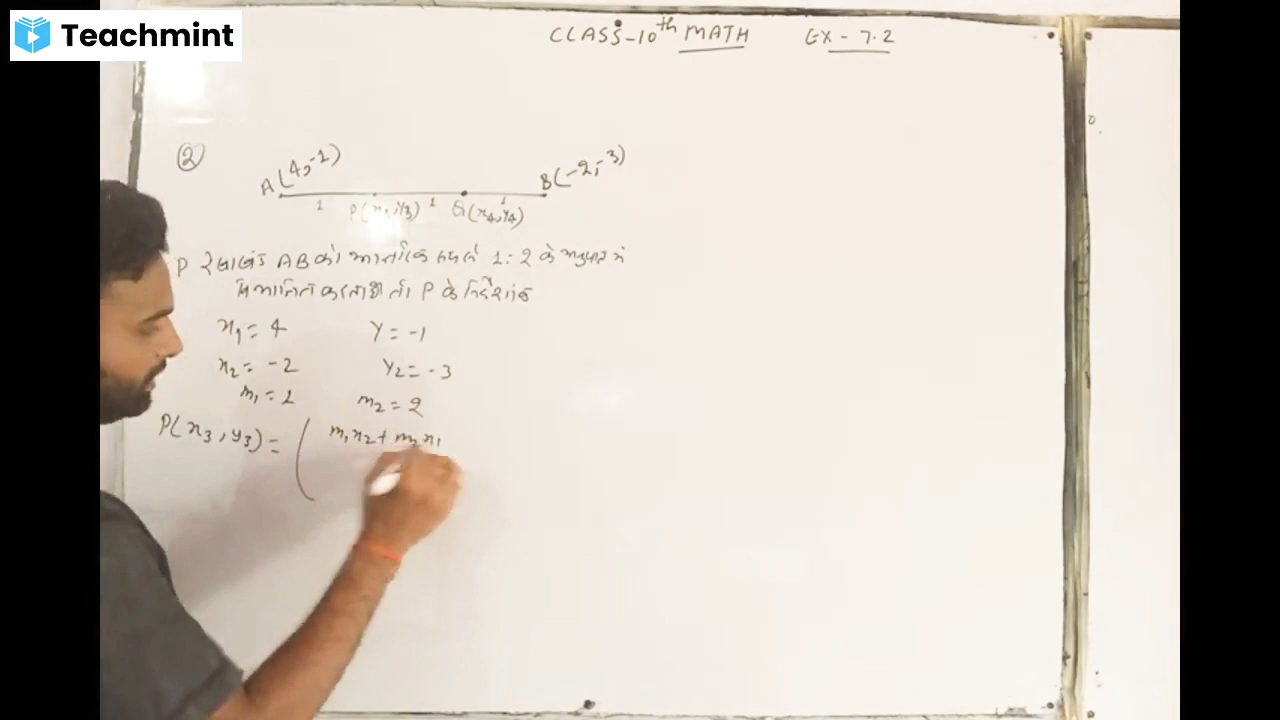 Teachmint
CLASS-10th MATH EX - 7.2
②
A(4,-1) B(-2,-3)
1 P(x3,y3) 1 Q(x4,y4) 1
P रेखाखंड AB को आन्तरिक रूप से 1:2 के अनुपात में
विभाजित करता P के निर्देशांक
x1 = 4 y = -1
x2 = -2 y2 = -3
m1 = 1 m2 = 2
P(x3,y3) = ( m1x2 + m2x1